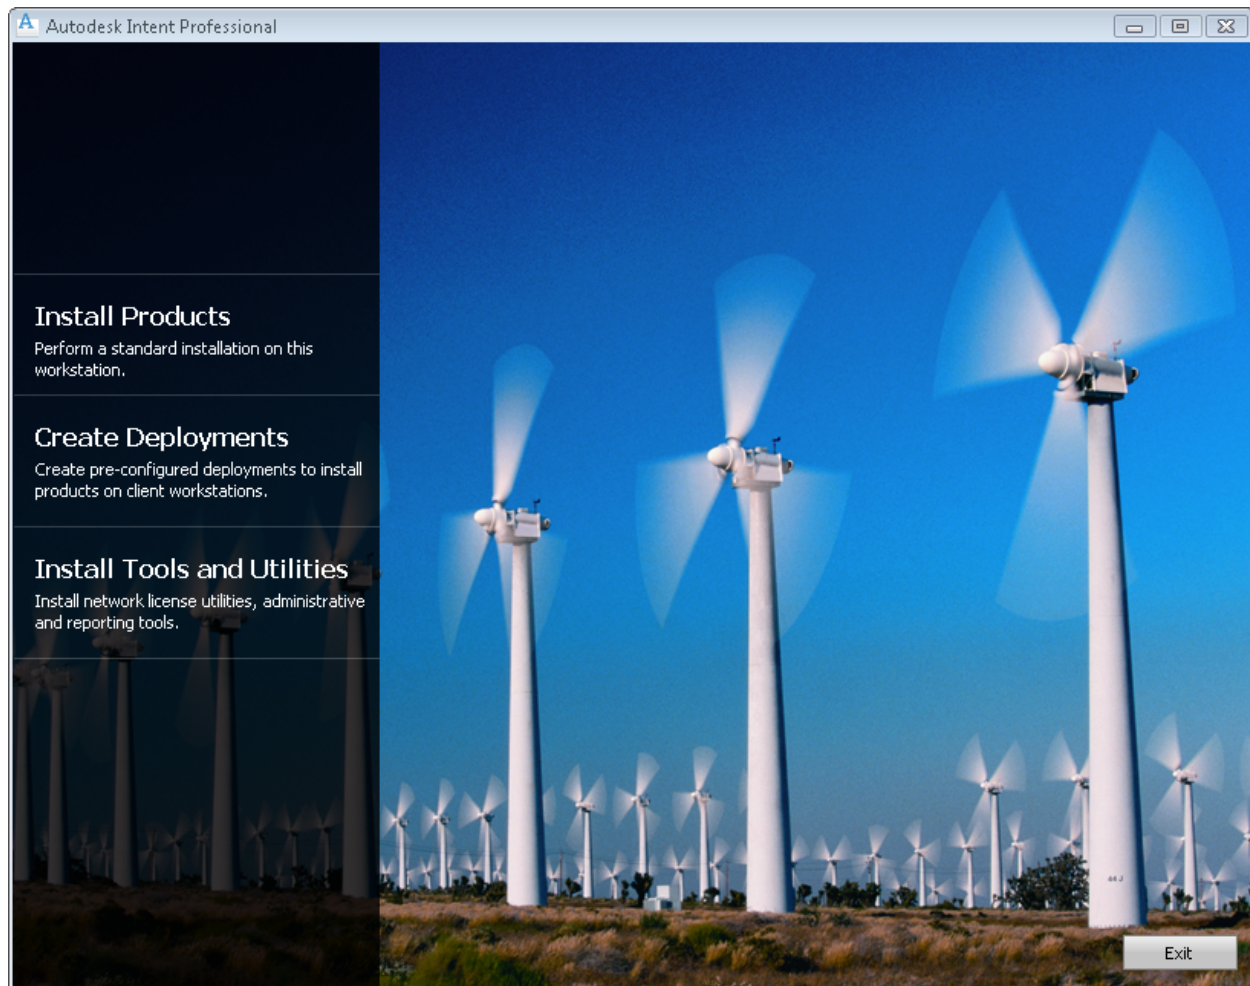 Autodesk Intent Professional
Install Products
Perform a standard installation on this
workstation.
Create Deployments
Create pre-configured deployments to install
products on client workstations.
Install Tools and Utilities
Install network license utilities, administrative
and reporting tools.
Exit